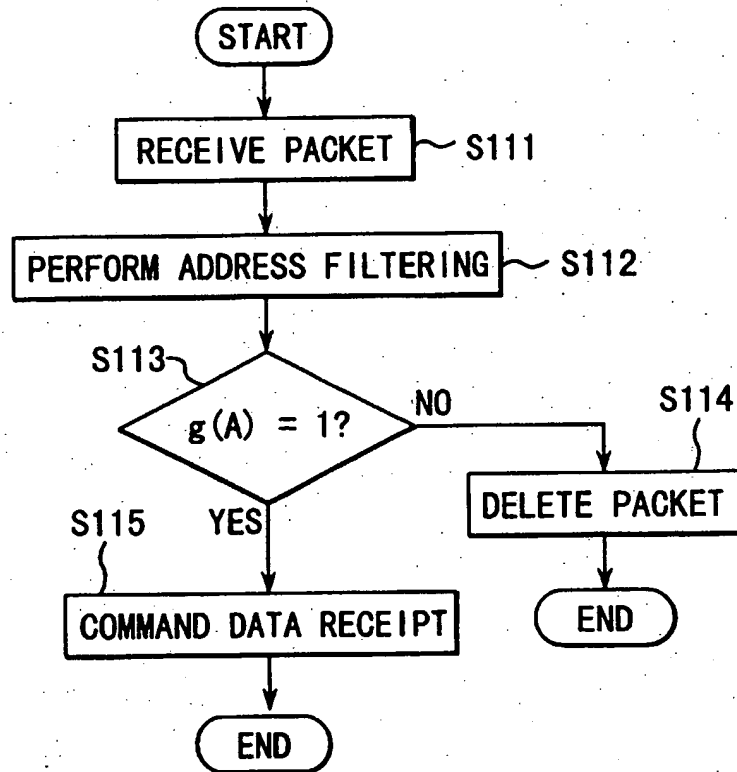 START
RECEIVE PACKET
S111
PERFORM ADDRESS FILTERING
S112
S113
g(A) = 1?
NO
S114
YES
DELETE PACKET
S115
COMMAND DATA RECEIPT
END
END